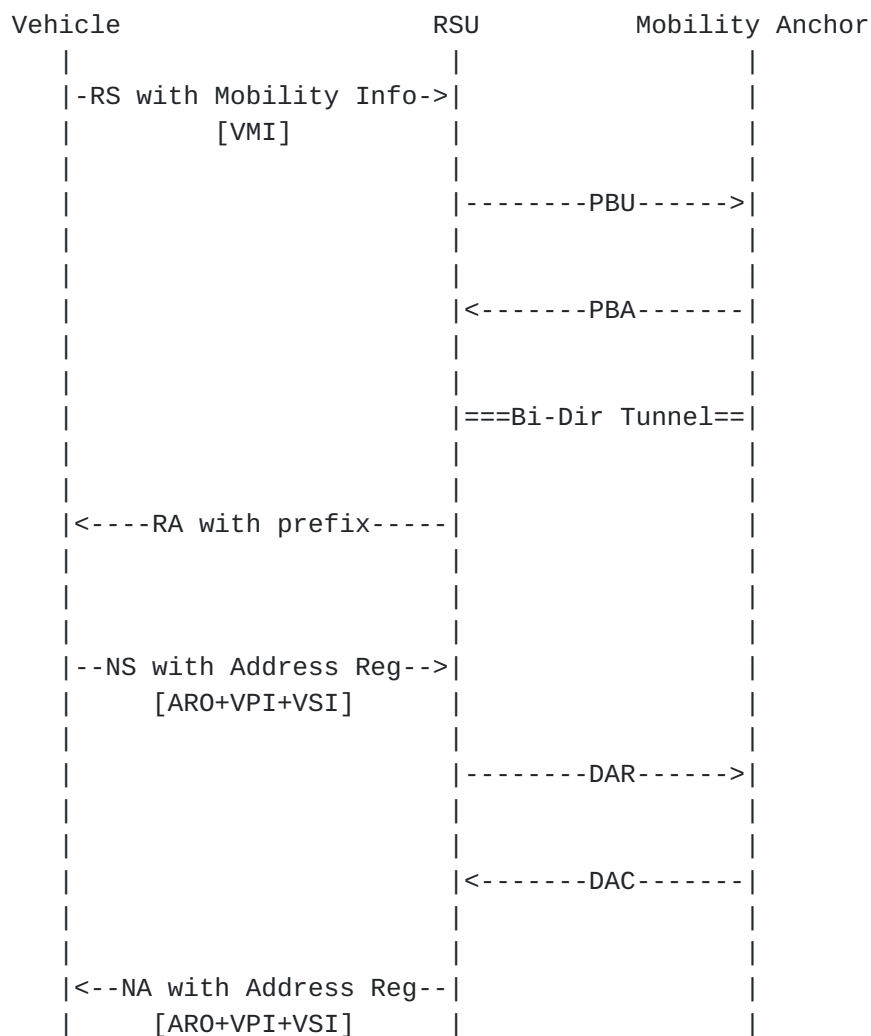 Vehicle                    RSU          Mobility Anchor
   |                        |                  |
   |-RS with Mobility Info->|                  |
   |         [VMI]          |                  |
   |                        |                  |
   |                        |--------PBU------>|
   |                        |                  |
   |                        |                  |
   |                        |<-------PBA-------|
   |                        |                  |
   |                        |                  |
   |                        |===Bi-Dir Tunnel==|
   |                        |                  |
   |                        |                  |
   |<----RA with prefix-----|                  |
   |                        |                  |
   |                        |                  |
   |                        |                  |
   |--NS with Address Reg-->|                  |
   |     [ARO+VPI+VSI]      |                  |
   |                        |                  |
   |                        |--------DAR------>|
   |                        |                  |
   |                        |                  |
   |                        |<-------DAC-------|
   |                        |                  |
   |                        |                  |
   |<--NA with Address Reg--|                  |
   |     [ARO+VPI+VSI]      |                  |